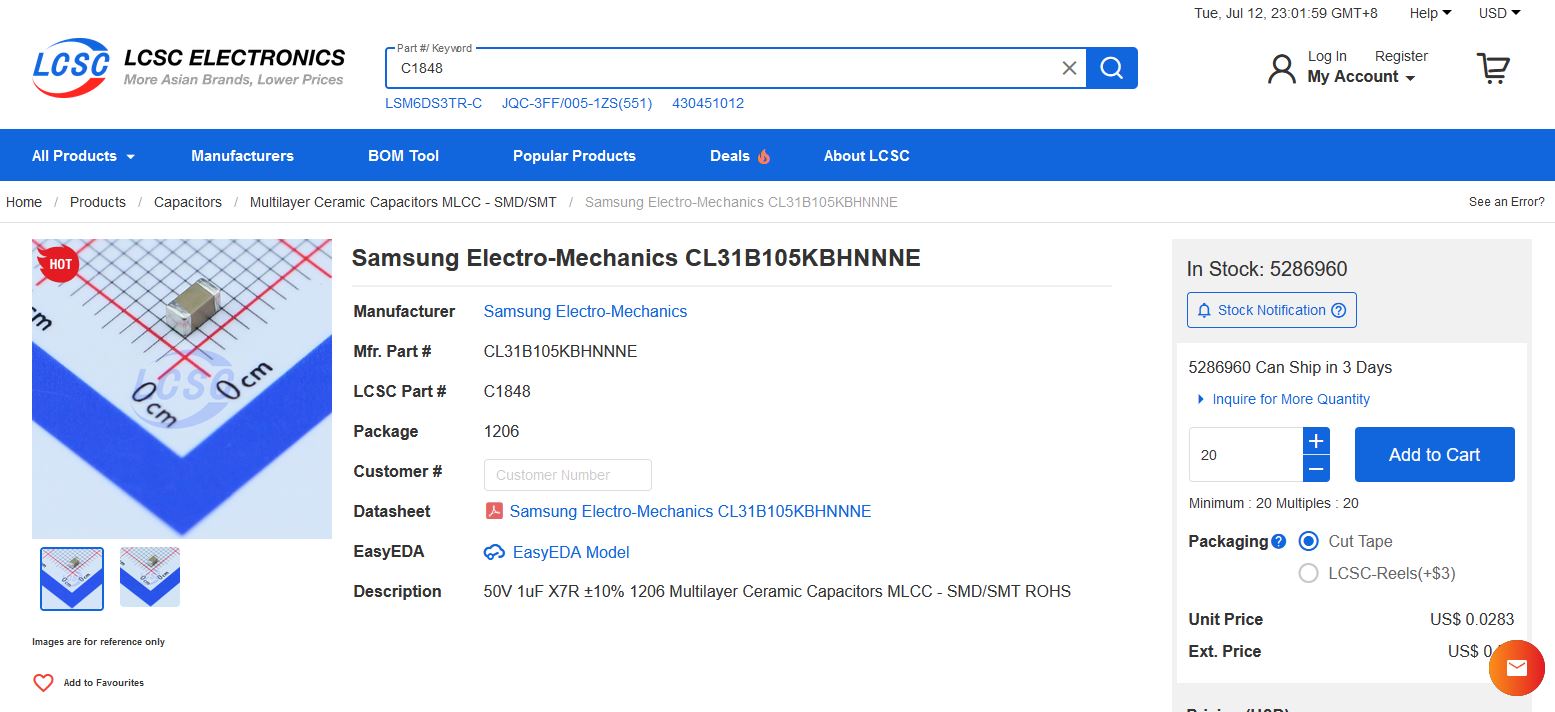 Tue, Jul 12, 23:01:59 GMT+8 Help USD
LCSC LCSC ELECTRONICS
More Asian Brands, Lower Prices
Part #/ Keyword
C1848
Log In Register
My Account
LSM6DS3TR-C JQC-3FF/005-1ZS(551) 430451012
All Products Manufacturers BOM Tool Popular Products Deals About LCSC
Home / Products / Capacitors / Multilayer Ceramic Capacitors MLCC - SMD/SMT / Samsung Electro-Mechanics CL31B105KBHNNNE See an Error?
HOT
cm
LCSC
0 cm
0 cm
Samsung Electro-Mechanics CL31B105KBHNNNE
Manufacturer Samsung Electro-Mechanics
Mfr. Part # CL31B105KBHNNNE
LCSC Part # C1848
Package 1206
Customer # Customer Number
Datasheet Samsung Electro-Mechanics CL31B105KBHNNNE
EasyEDA EasyEDA Model
Description 50V 1uF X7R ±10% 1206 Multilayer Ceramic Capacitors MLCC - SMD/SMT ROHS
Images are for reference only
Add to Favourites
In Stock: 5286960
Stock Notification ?
5286960 Can Ship in 3 Days
Inquire for More Quantity
20 + − Add to Cart
Minimum : 20 Multiples : 20
Packaging ? Cut Tape
LCSC-Reels(+$3)
Unit Price US$ 0.0283
Ext. Price US$